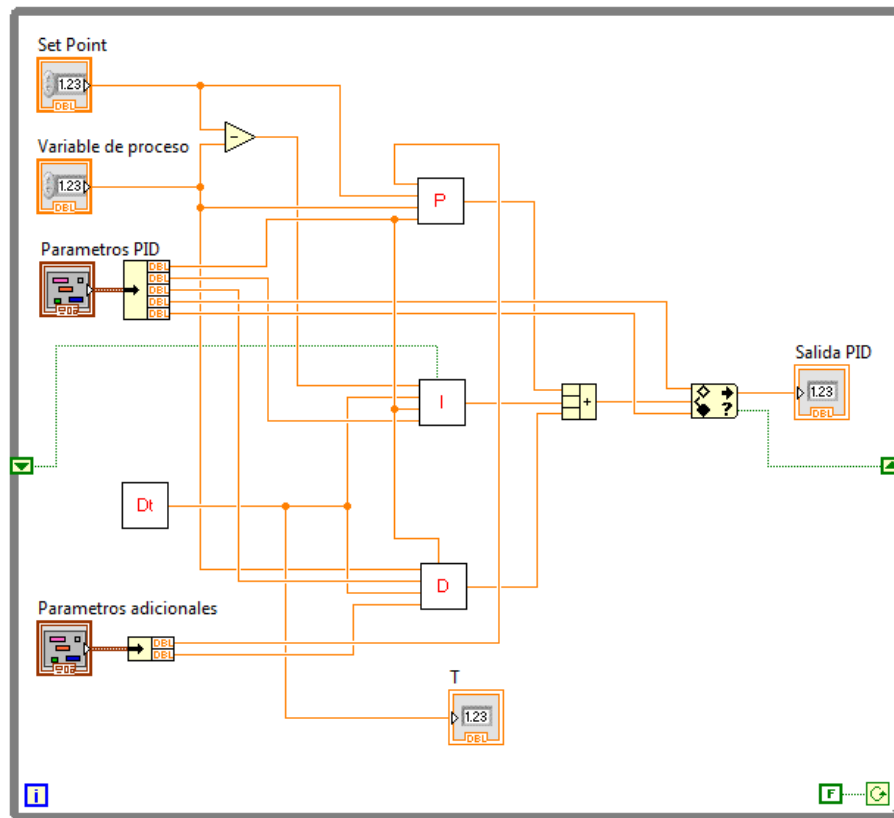 Set Point
1.23
DBL
Variable de proceso
1.23
DBL
P
Parametros PID
DBL
DBL
DBL
DBL
DBL
Salida PID
1.23
DBL
I
+
?
Dt
D
Parametros adicionales
DBL
DBL
T
1.23
DBL
i
F